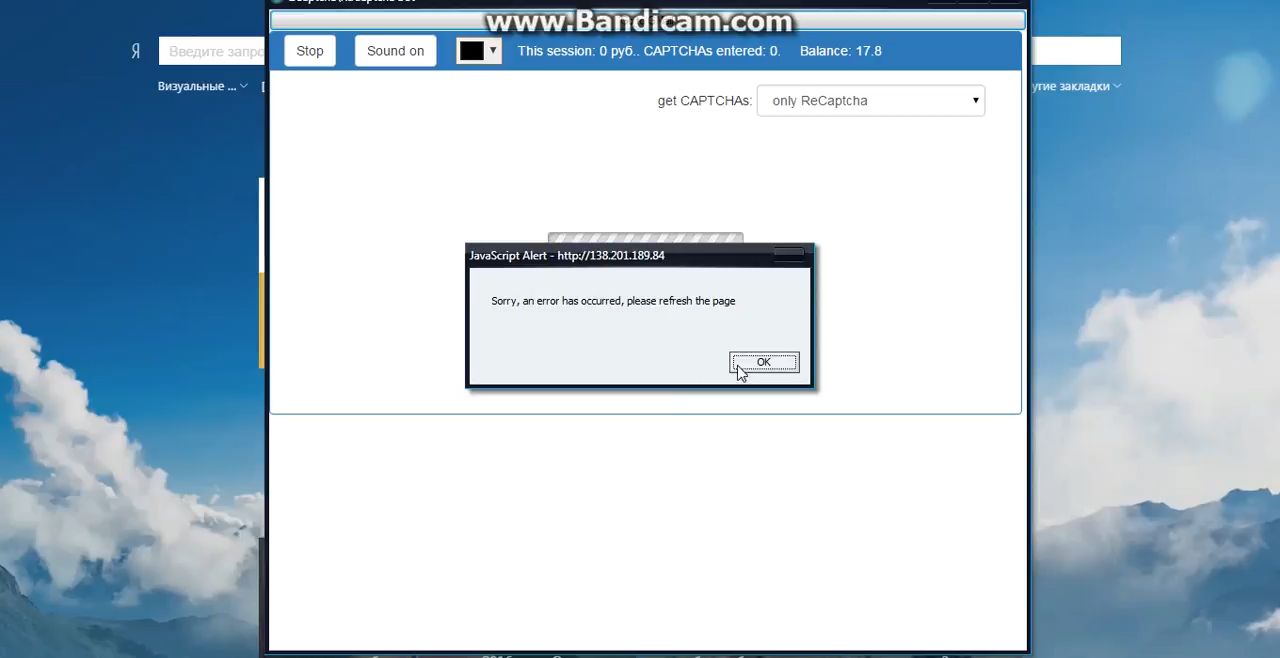 www.Bandicam.com
Stop
Sound on
This session: 0 руб.. CAPTCHAs entered: 0.
Balance: 17.8
Я
Введите запро
Визуальные ...
угие закладки
get CAPTCHAs:
only ReCaptcha
JavaScript Alert - http://138.201.189.84
Sorry, an error has occurred, please refresh the page
OK